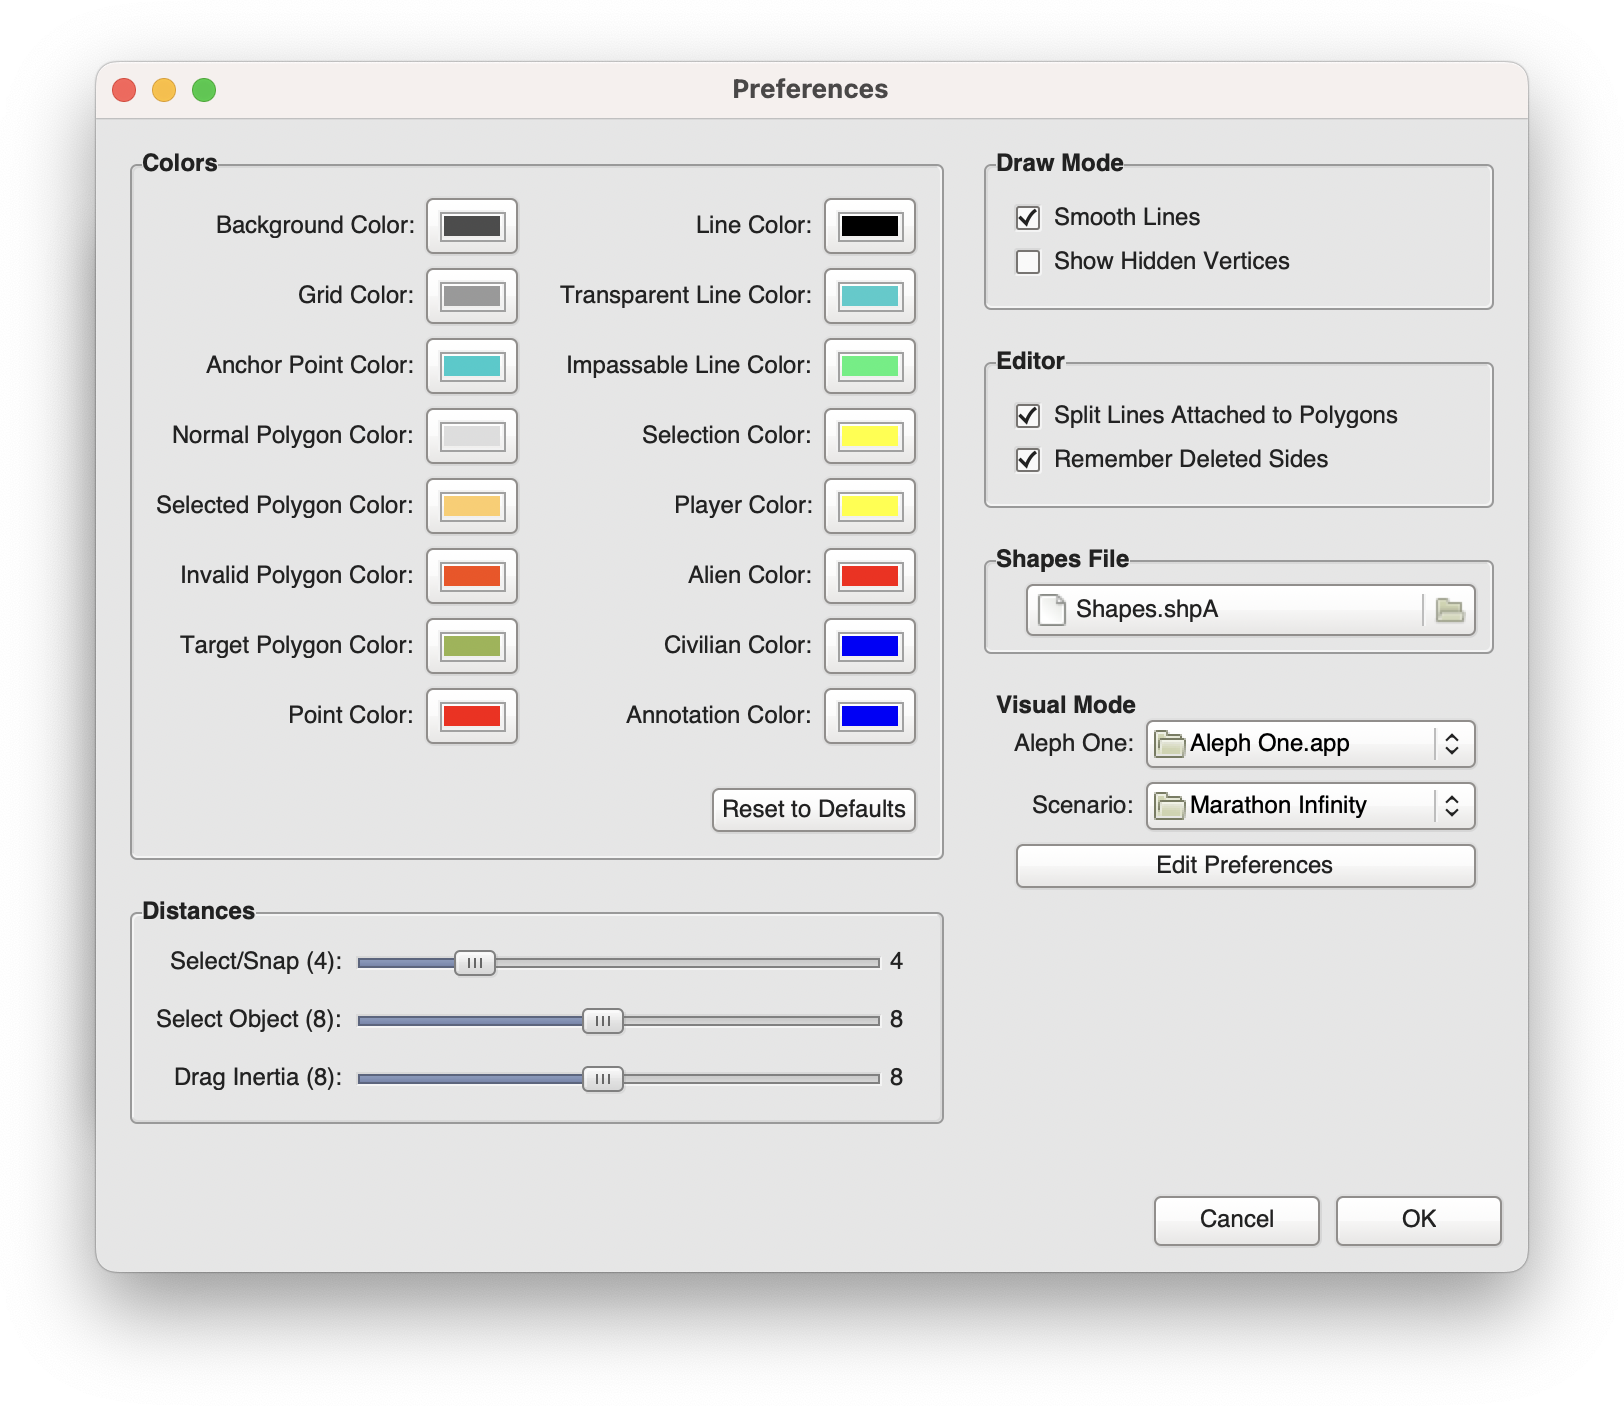 Preferences
Colors
Background Color:
Line Color:
Grid Color:
Transparent Line Color:
Anchor Point Color:
Impassable Line Color:
Normal Polygon Color:
Selection Color:
Selected Polygon Color:
Player Color:
Invalid Polygon Color:
Alien Color:
Target Polygon Color:
Civilian Color:
Point Color:
Annotation Color:
Reset to Defaults
Distances
Select/Snap (4):
4
Select Object (8):
8
Drag Inertia (8):
8
Draw Mode
Smooth Lines
Show Hidden Vertices
Editor
Split Lines Attached to Polygons
Remember Deleted Sides
Shapes File
Shapes.shpA
Visual Mode
Aleph One:
Aleph One.app
Scenario:
Marathon Infinity
Edit Preferences
Cancel
OK